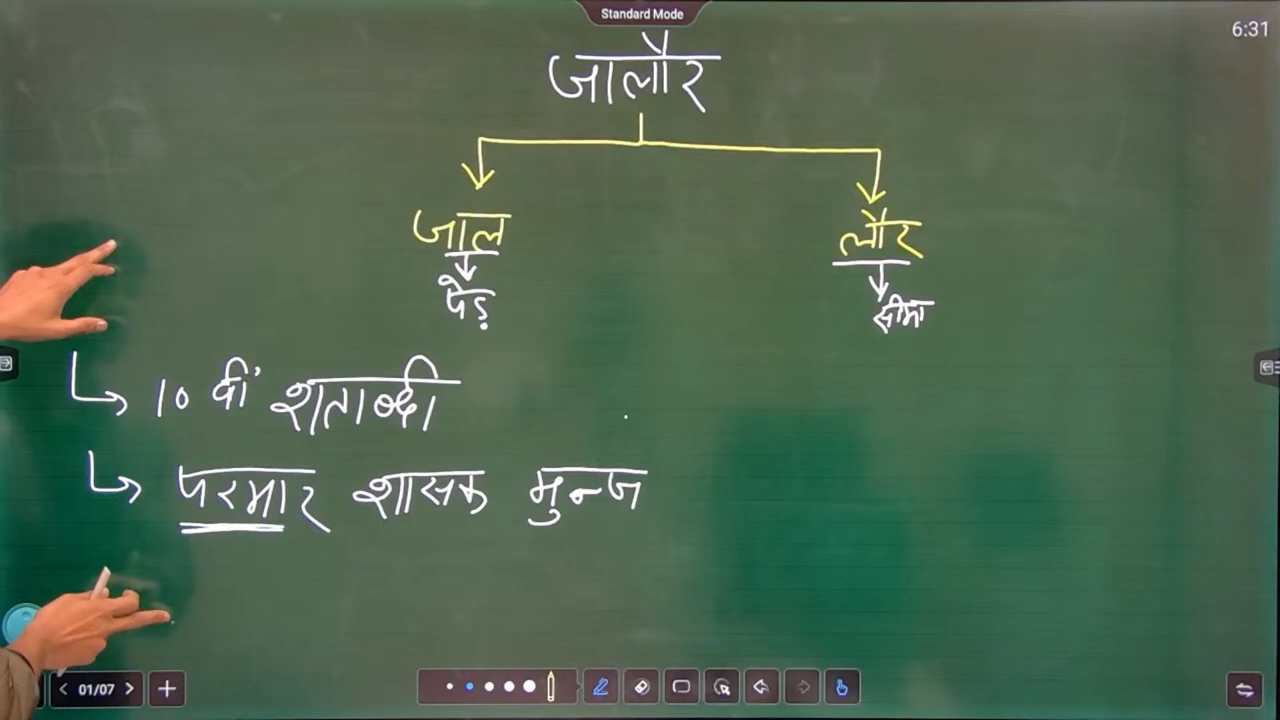 Standard Mode
6:31
जालौर
जाल
लौर
पेड़
सीमा
10 वीं शताब्दी
परमार शासक मुन्ज
01/07